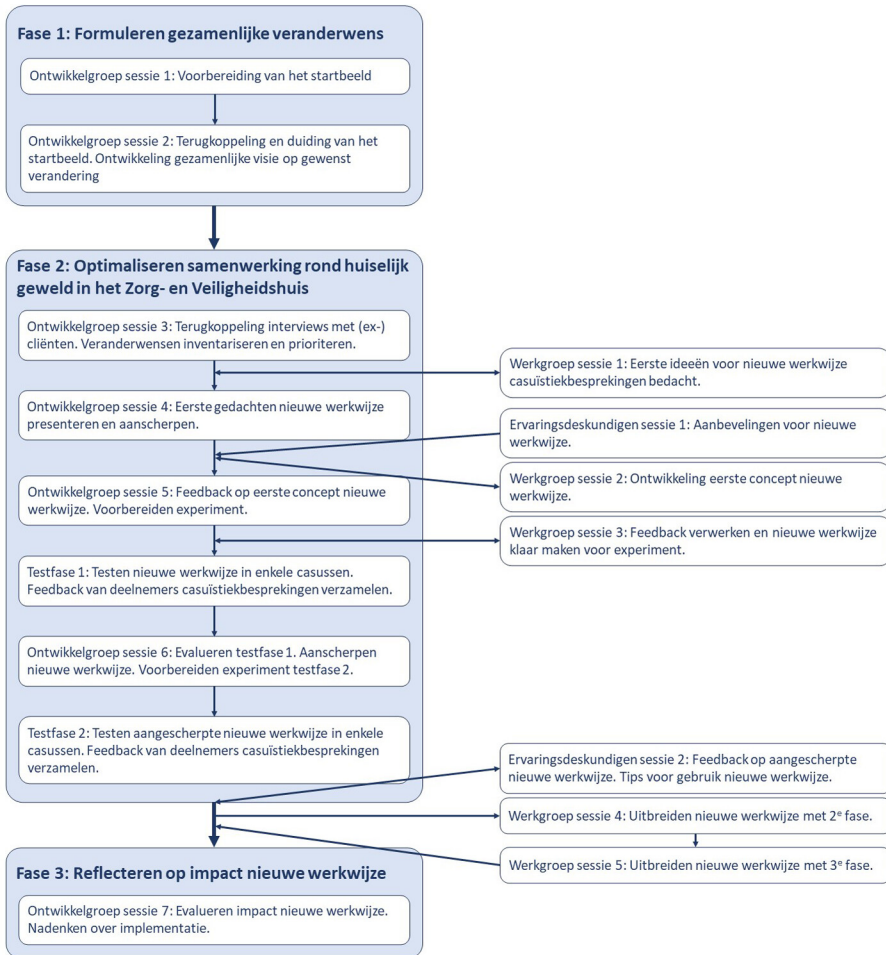 Fase 1: Formuleren gezamenlijke veranderwens
Ontwikkelgroep sessie 1: Voorbereiding van het startbeeld
Ontwikkelgroep sessie 2: Terugkoppeling en duiding van het
startbeeld. Ontwikkeling gezamenlijke visie op gewenst
verandering
Fase 2: Optimaliseren samenwerking rond huiselijk
geweld in het Zorg- en Veiligheidshuis
Ontwikkelgroep sessie 3: Terugkoppeling interviews met (ex-)
cliënten. Veranderwensen inventariseren en prioriteren.
Werkgroep sessie 1: Eerste ideeën voor nieuwe werkwijze
casuïstiekbesprekingen bedacht.
Ontwikkelgroep sessie 4: Eerste gedachten nieuwe werkwijze
presenteren en aanscherpen.
Ervaringsdeskundigen sessie 1: Aanbevelingen voor nieuwe
werkwijze.
Werkgroep sessie 2: Ontwikkeling eerste concept nieuwe
werkwijze.
Ontwikkelgroep sessie 5: Feedback op eerste concept nieuwe
werkwijze. Voorbereiden experiment.
Werkgroep sessie 3: Feedback verwerken en nieuwe werkwijze
klaar maken voor experiment.
Testfase 1: Testen nieuwe werkwijze in enkele casussen.
Feedback van deelnemers casuïstiekbesprekingen verzamelen.
Ontwikkelgroep sessie 6: Evalueren testfase 1. Aanscherpen
nieuwe werkwijze. Voorbereiden experiment testfase 2.
Testfase 2: Testen aangescherpte nieuwe werkwijze in enkele
casussen. Feedback van deelnemers casuïstiekbesprekingen
verzamelen.
Ervaringsdeskundigen sessie 2: Feedback op aangescherpte
nieuwe werkwijze. Tips voor gebruik nieuwe werkwijze.
Werkgroep sessie 4: Uitbreiden nieuwe werkwijze met 2e fase.
Werkgroep sessie 5: Uitbreiden nieuwe werkwijze met 3e fase.
Fase 3: Reflecteren op impact nieuwe werkwijze
Ontwikkelgroep sessie 7: Evalueren impact nieuwe werkwijze.
Nadenken over implementatie.